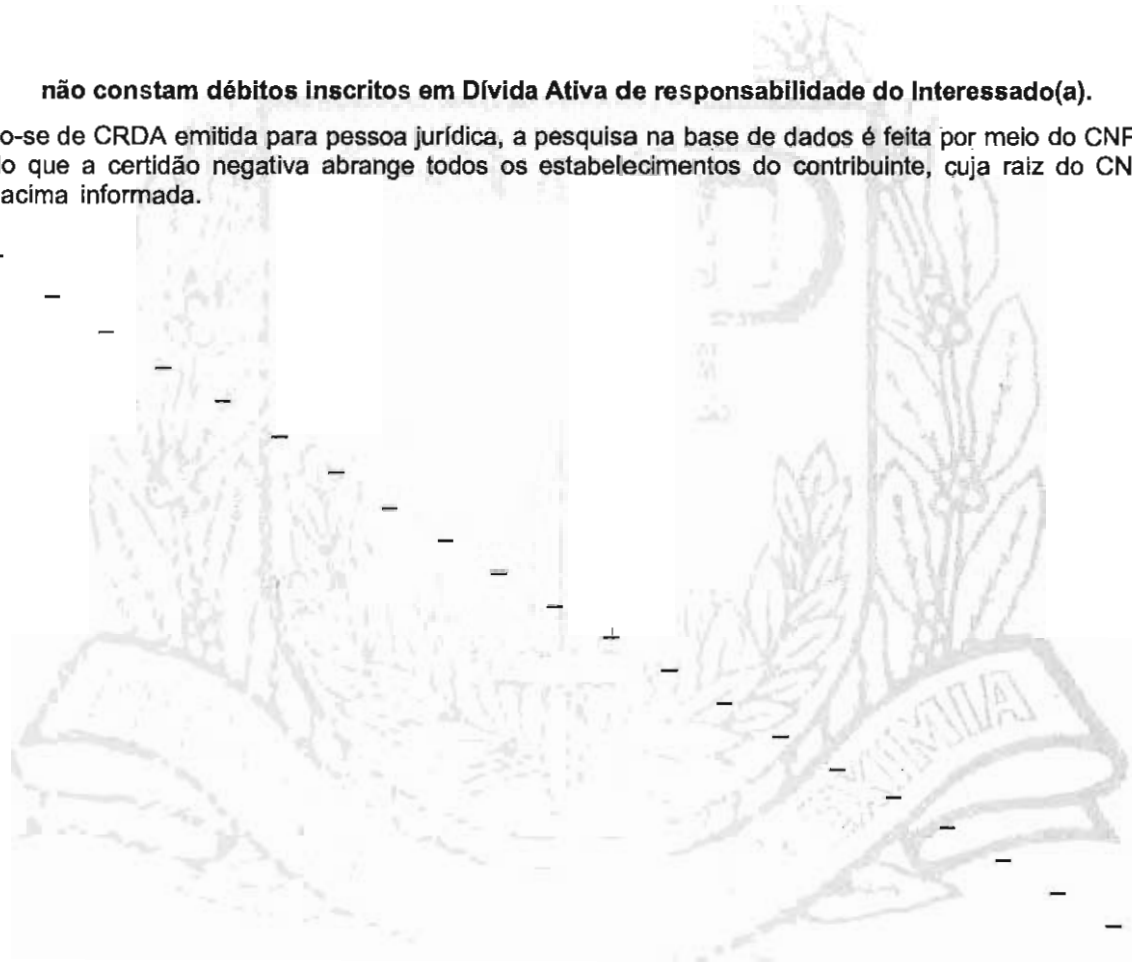 não constam débitos inscritos em Dívida Ativa de responsabilidade do Interessado(a).
o-se de CRDA emitida para pessoa jurídica, a pesquisa na base de dados é feita por meio do CNP
o que a certidão negativa abrange todos os estabelecimentos do contribuinte, cuja raiz do CN
acima informada.